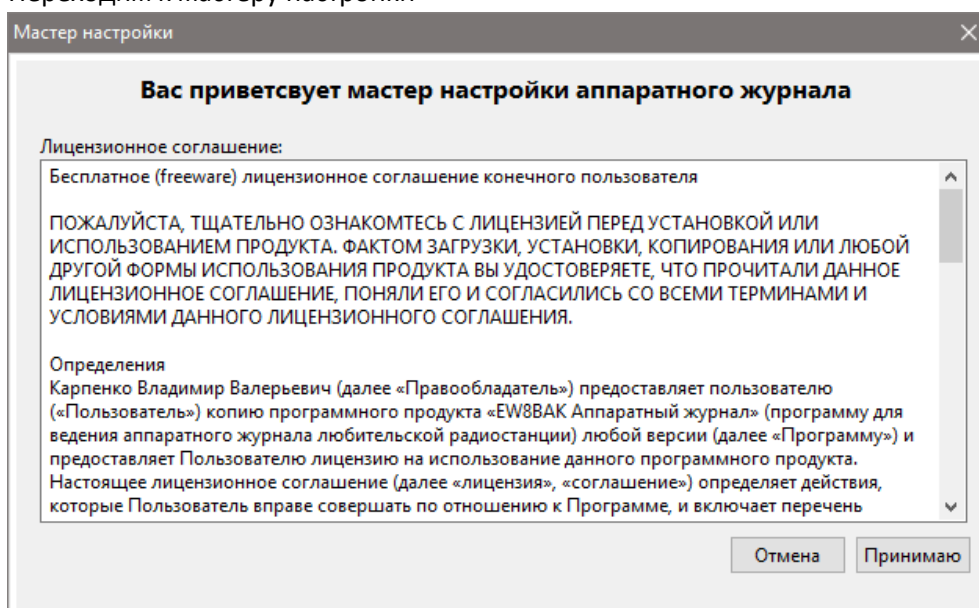 Переходим к мастеру настройки
Мастер настройки
Вас приветсвует мастер настройки аппаратного журнала
Лицензионное соглашение:
Бесплатное (freeware) лицензионное соглашение конечного пользователя
ПОЖАЛУЙСТА, ТЩАТЕЛЬНО ОЗНАКОМТЕСЬ С ЛИЦЕНЗИЕЙ ПЕРЕД УСТАНОВКОЙ ИЛИ
ИСПОЛЬЗОВАНИЕМ ПРОДУКТА. ФАКТОМ ЗАГРУЗКИ, УСТАНОВКИ, КОПИРОВАНИЯ ИЛИ ЛЮБОЙ
ДРУГОЙ ФОРМЫ ИСПОЛЬЗОВАНИЯ ПРОДУКТА ВЫ УДОСТОВЕРЯЕТЕ, ЧТО ПРОЧИТАЛИ ДАННОЕ
ЛИЦЕНЗИОННОЕ СОГЛАШЕНИЕ, ПОНЯЛИ ЕГО И СОГЛАСИЛИСЬ СО ВСЕМИ ТЕРМИНАМИ И
УСЛОВИЯМИ ДАННОГО ЛИЦЕНЗИОННОГО СОГЛАШЕНИЯ.
Определения
Карпенко Владимир Валерьевич (далее «Правообладатель») предоставляет пользователю
(«Пользователь») копию программного продукта «EW8BAK Аппаратный журнал» (программу для
ведения аппаратного журнала любительской радиостанции) любой версии (далее «Программу») и
предоставляет Пользователю лицензию на использование данного программного продукта.
Настоящее лицензионное соглашение (далее «лицензия», «соглашение») определяет действия,
которые Пользователь вправе совершать по отношению к Программе, и включает перечень
Отмена
Принимаю